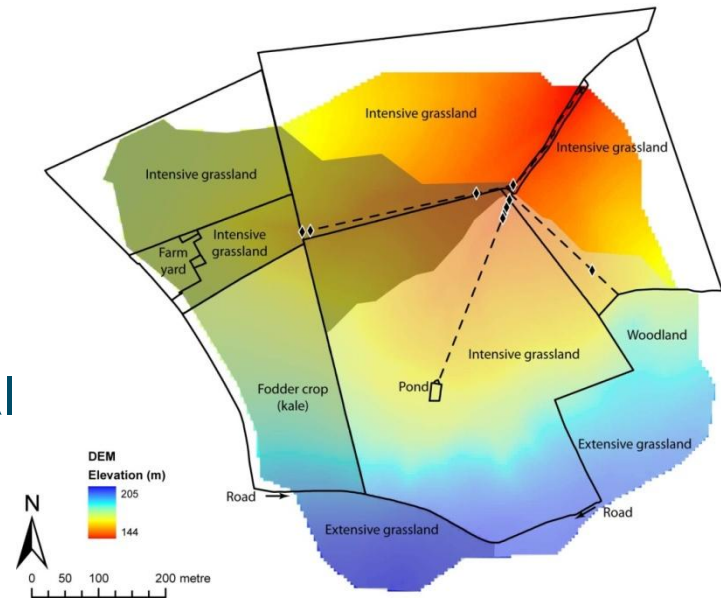 Intensive grassland
Intensive grassland
Intensive grassland
Intensive
grassland
Farm
yard
Woodland
Intensive grassland
Pond
Fodder crop
(kale)
Extensive grassland
DEM
Elevation (m)
205
144
Road
Road
Extensive grassland
N
0 50 100 200 metre